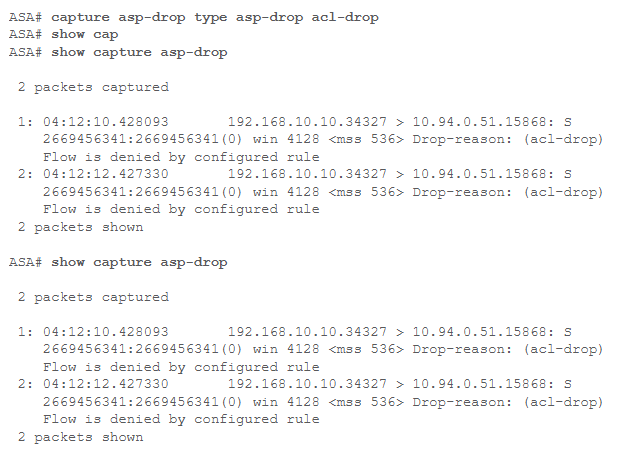 ASA# capture asp-drop type asp-drop acl-drop
ASA# show cap
ASA# show capture asp-drop
2 packets captured
1: 04:12:10.428093 192.168.10.10.34327 > 10.94.0.51.15868: S
2669456341:2669456341(0) win 4128 <mss 536> Drop-reason: (acl-drop)
Flow is denied by configured rule
2: 04:12:12.427330 192.168.10.10.34327 > 10.94.0.51.15868: S
2669456341:2669456341(0) win 4128 <mss 536> Drop-reason: (acl-drop)
Flow is denied by configured rule
2 packets shown
ASA# show capture asp-drop
2 packets captured
1: 04:12:10.428093 192.168.10.10.34327 > 10.94.0.51.15868: S
2669456341:2669456341(0) win 4128 <mss 536> Drop-reason: (acl-drop)
Flow is denied by configured rule
2: 04:12:12.427330 192.168.10.10.34327 > 10.94.0.51.15868: S
2669456341:2669456341(0) win 4128 <mss 536> Drop-reason: (acl-drop)
Flow is denied by configured rule
2 packets shown